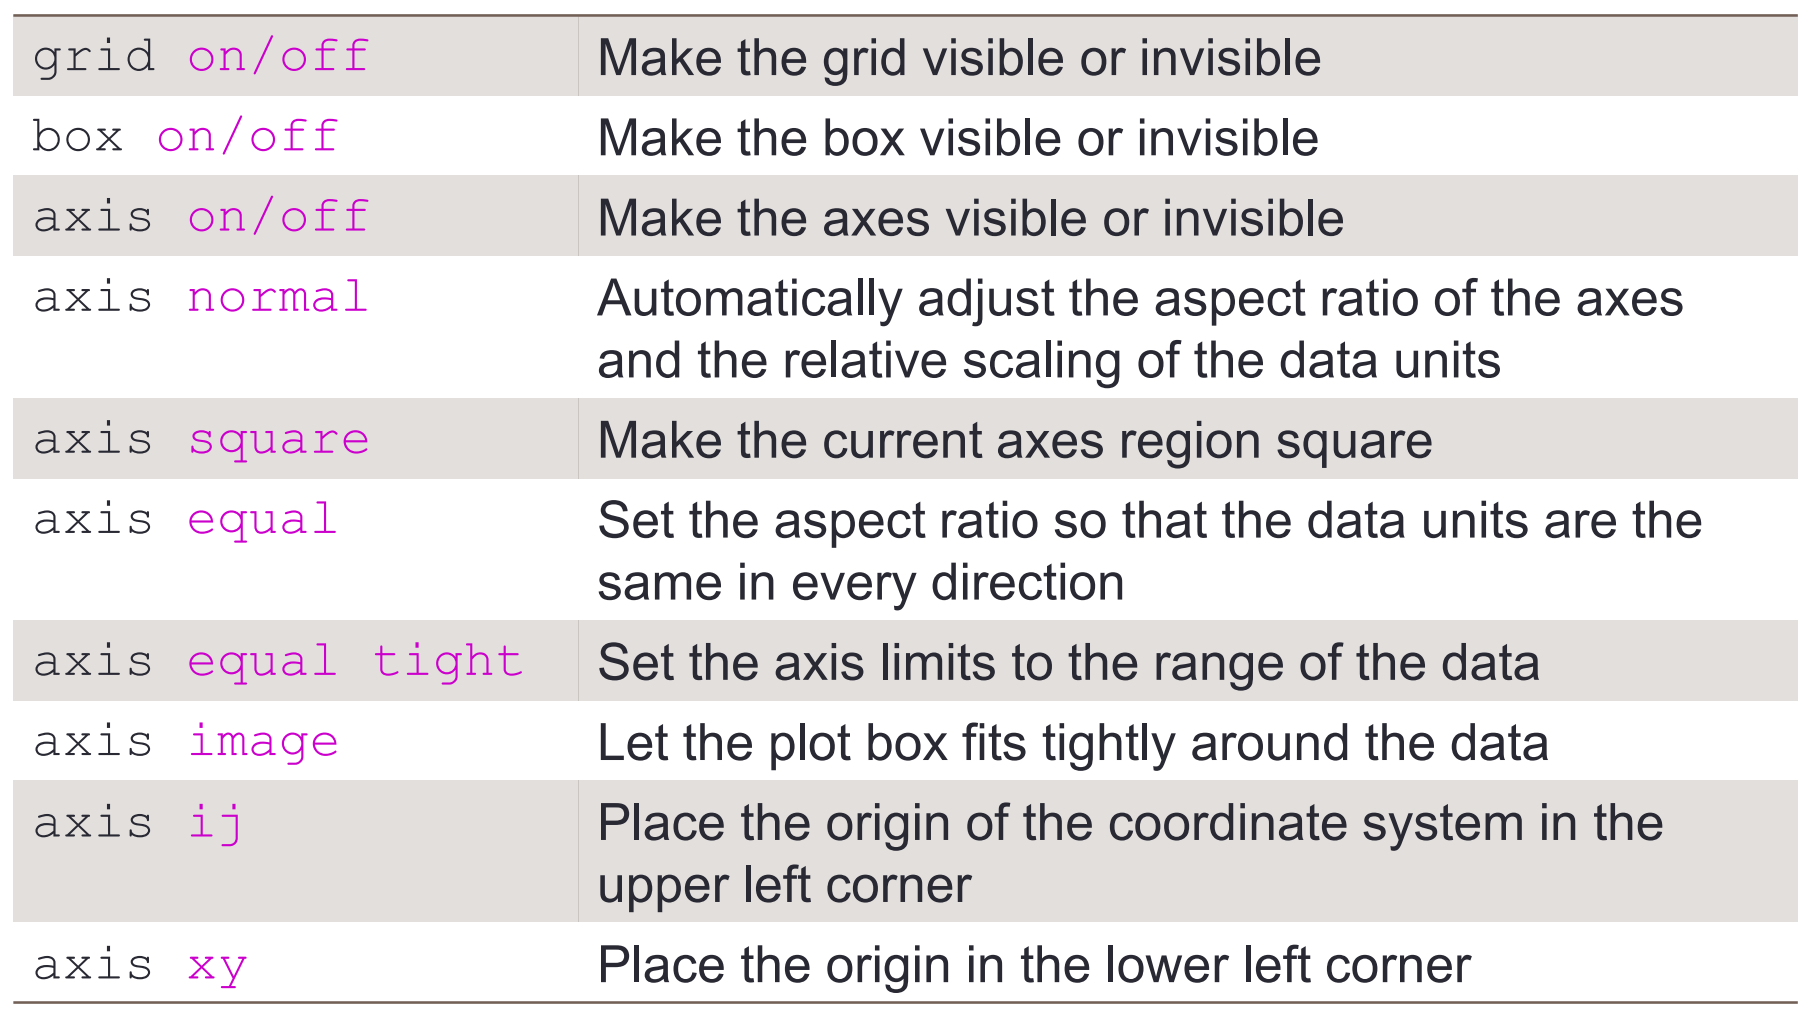 grid on/off Make the grid visible or invisible
box on/off Make the box visible or invisible
axis on/off Make the axes visible or invisible
axis normal Automatically adjust the aspect ratio of the axes
and the relative scaling of the data units
axis square Make the current axes region square
axis equal Set the aspect ratio so that the data units are the
same in every direction
axis equal tight Set the axis limits to the range of the data
axis image Let the plot box fits tightly around the data
axis ij Place the origin of the coordinate system in the
upper left corner
axis xy Place the origin in the lower left corner